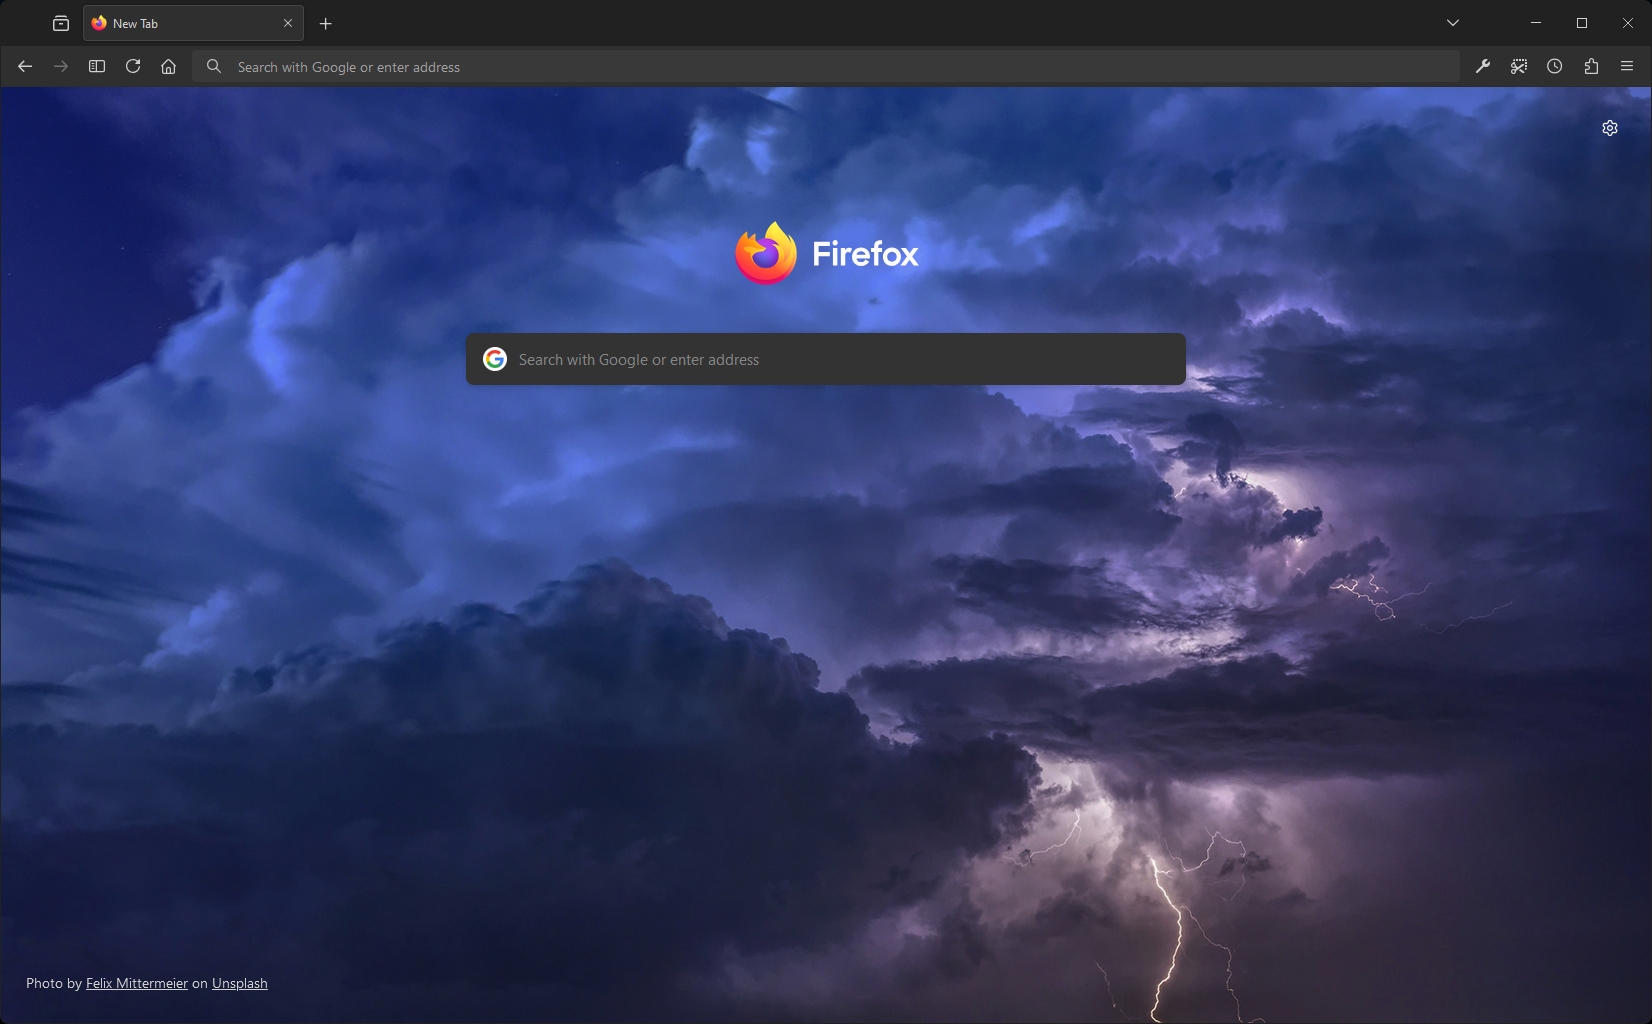 New Tab
Search with Google or enter address
Firefox
Search with Google or enter address
Photo by Felix Mittermeier on Unsplash